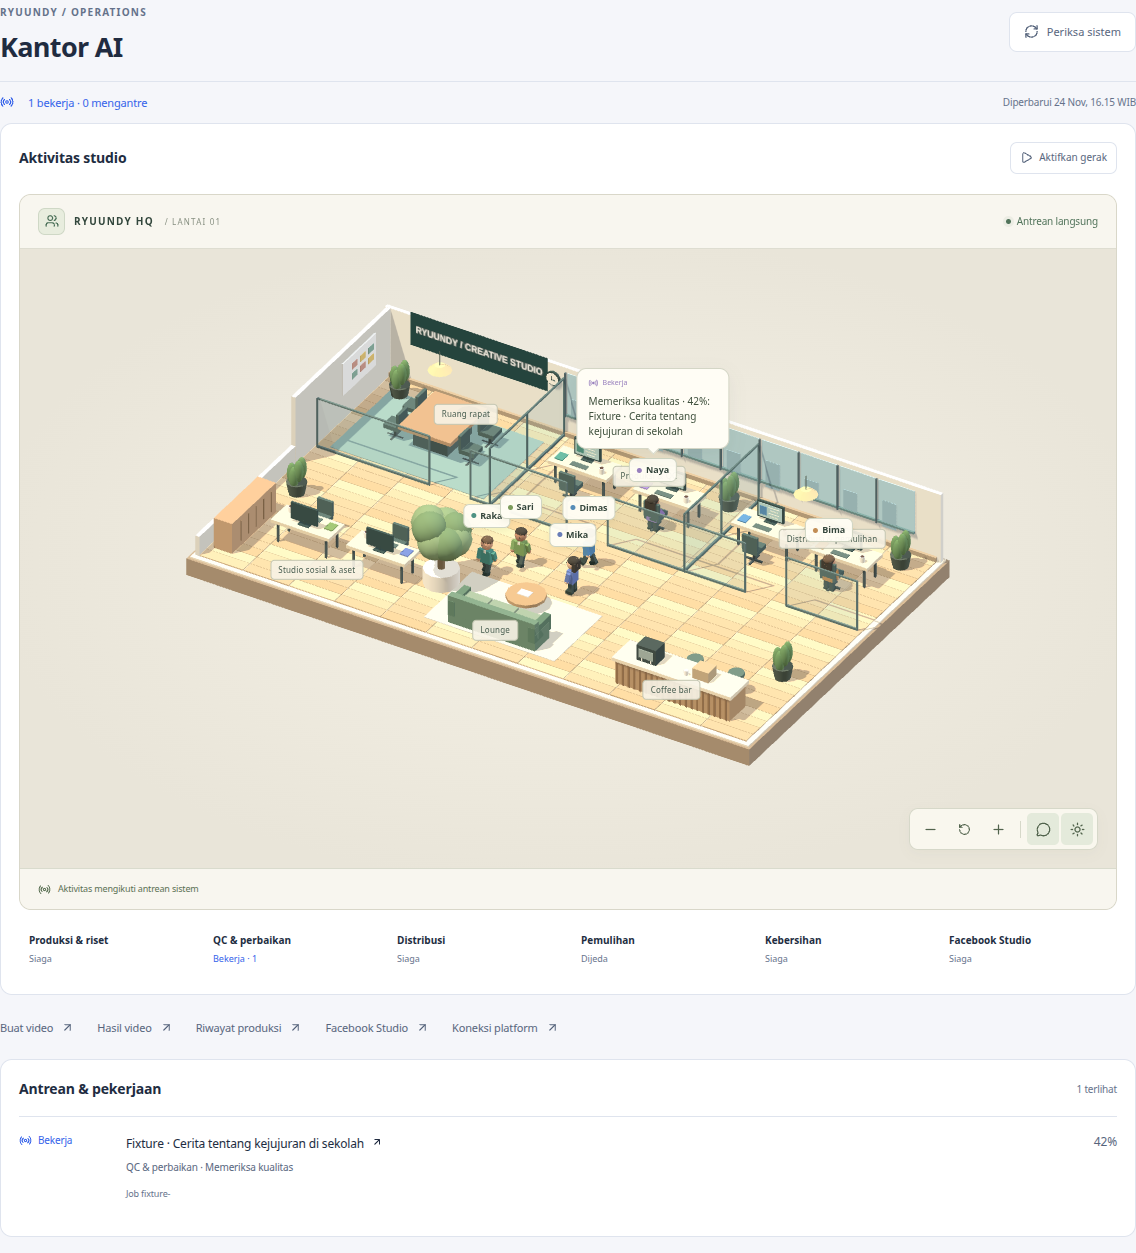 RYUUNDY / OPERATIONS
Kantor AI
Periksa sistem
1 bekerja · 0 mengantre
Diperbarui 24 Nov, 16.15 WIB
Aktivitas studio
Aktifkan gerak
RYUUNDY HQ / LANTAI 01
Antrean langsung
RYUUNDY / CREATIVE STUDIO
Bekerja
Memeriksa kualitas · 42%:
Fixture · Cerita tentang
kejujuran di sekolah
Ruang rapat
Naya
Raka
Sari
Dimas
Mika
Bima
Studio sosial & aset
Lounge
Coffee bar
Aktivitas mengikuti antrean sistem
Produksi & riset
Siaga
QC & perbaikan
Bekerja · 1
Distribusi
Siaga
Pemulihan
Dijeda
Kebersihan
Siaga
Facebook Studio
Siaga
Buat video
Hasil video
Riwayat produksi
Facebook Studio
Koneksi platform
Antrean & pekerjaan
1 terlihat
Bekerja
Fixture · Cerita tentang kejujuran di sekolah
42%
QC & perbaikan · Memeriksa kualitas
Job fixture-